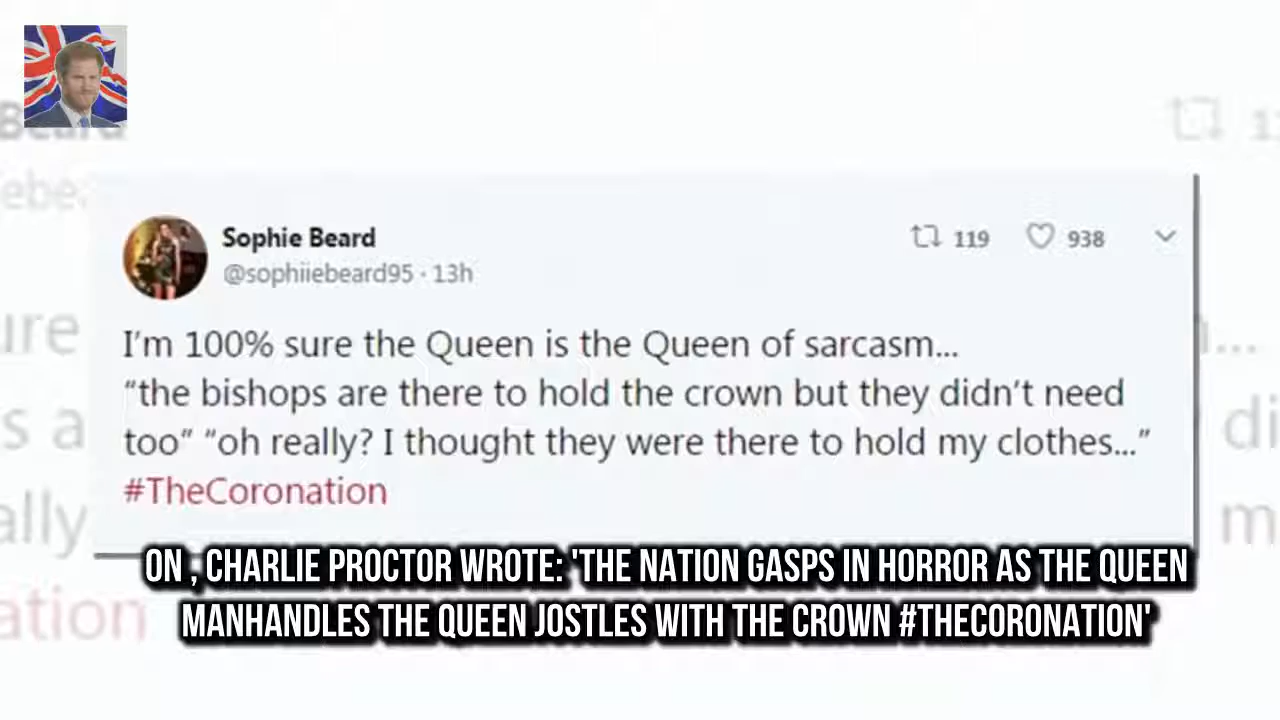 Sophie Beard
119 938
@sophiiebeard95 · 13h
I'm 100% sure the Queen is the Queen of sarcasm...
“the bishops are there to hold the crown but they didn't need
too” “oh really? I thought they were there to hold my clothes...”
#TheCoronation
ON , CHARLIE PROCTOR WROTE: 'THE NATION GASPS IN HORROR AS THE QUEEN
MANHANDLES THE QUEEN JOSTLES WITH THE CROWN #THECORONATION'